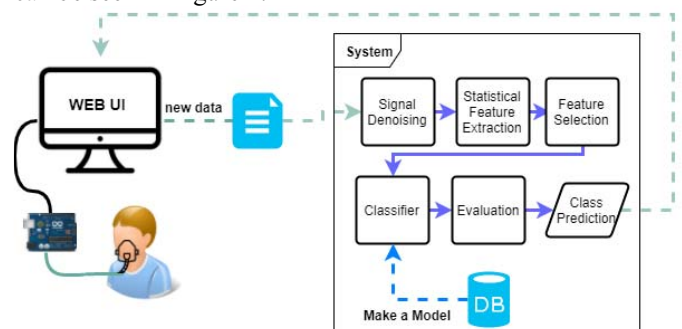 System
WEB UI
new data
Signal
Denoising
Statistical
Feature
Extraction
Feature
Selection
Classifier
Evaluation
Class
Prediction
DB
Make a Model